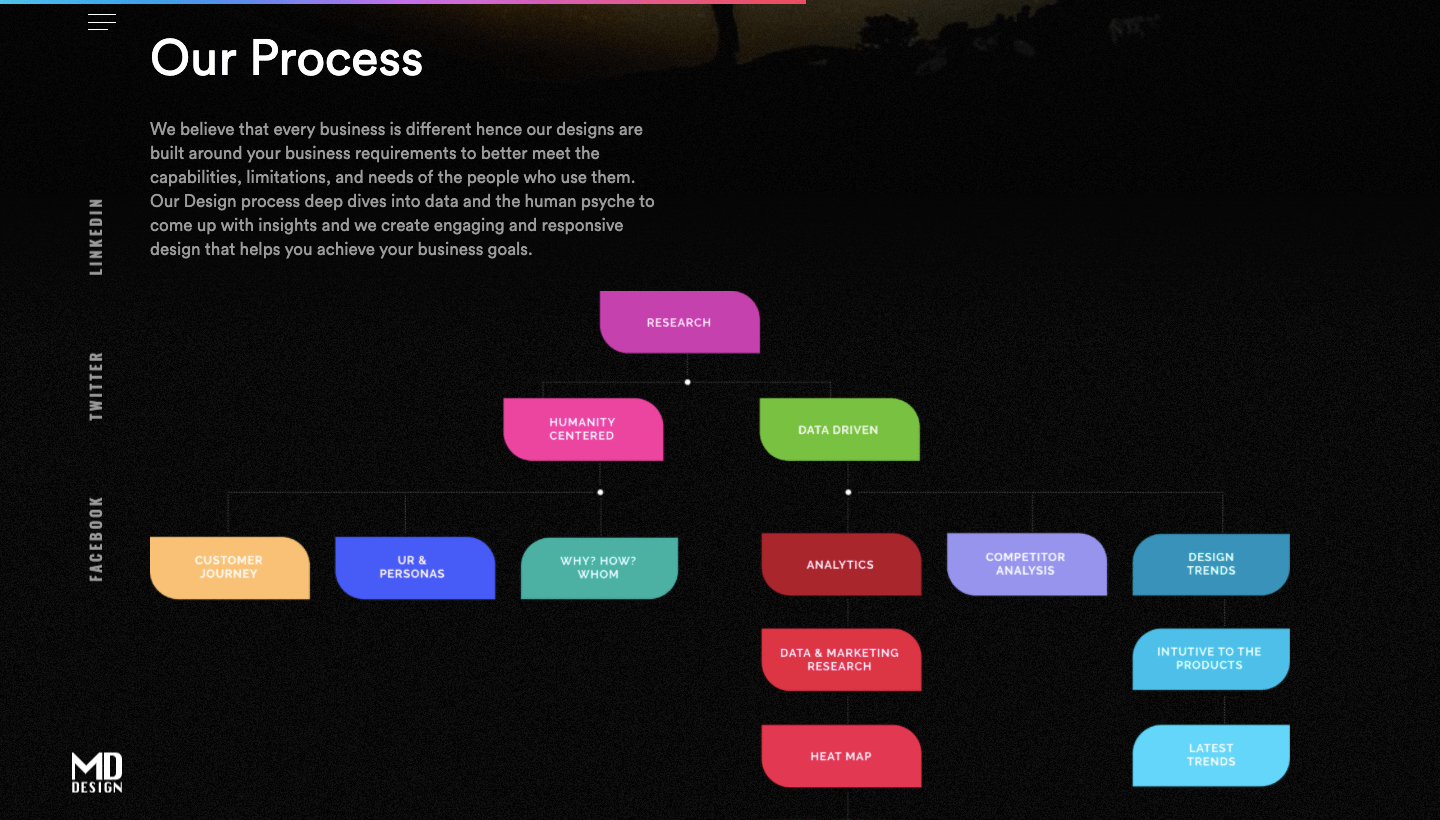 Our Process
We believe that every business is different hence our designs are
built around your business requirements to better meet the
capabilities, limitations, and needs of the people who use them.
Our Design process deep dives into data and the human psyche to
come up with insights and we create engaging and responsive
design that helps you achieve your business goals.
LINKEDIN
TWITTER
FACEBOOK
RESEARCH
HUMANITY
CENTERED
DATA DRIVEN
CUSTOMER
JOURNEY
UR &
PERSONAS
WHY? HOW?
WHOM
ANALYTICS
COMPETITOR
ANALYSIS
DESIGN
TRENDS
DATA & MARKETING
RESEARCH
INTUTIVE TO THE
PRODUCTS
HEAT MAP
LATEST
TRENDS
MD
DESIGN